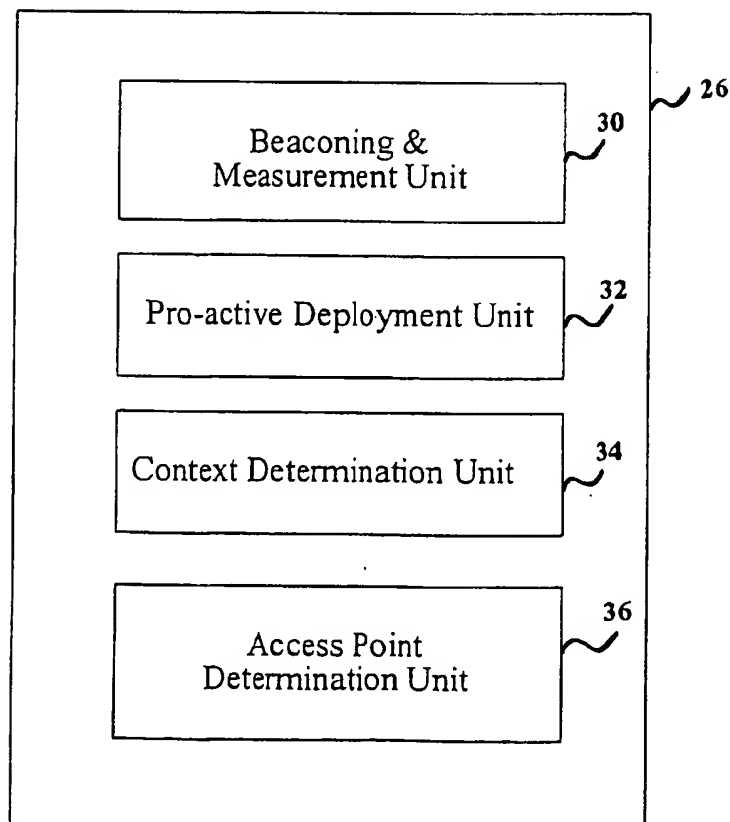 26
30
Beaconing &
Measurement Unit
32
Pro-active Deployment Unit
34
Context Determination Unit
36
Access Point
Determination Unit